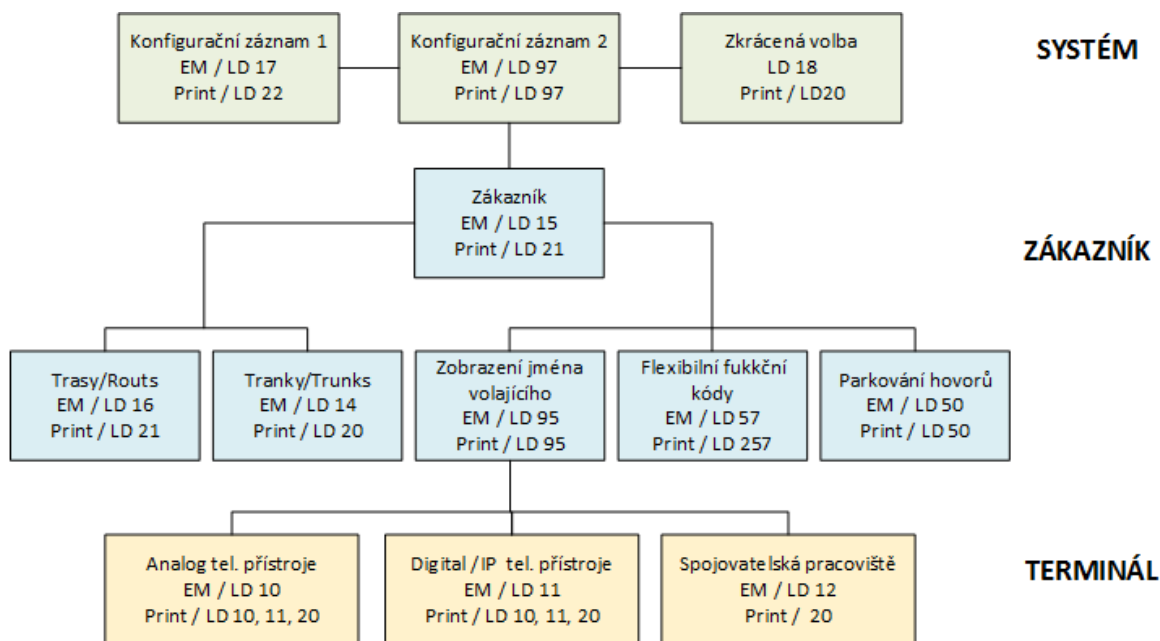 Konfigurační záznam 1
EM / LD 17
Print / LD 22
Konfigurační záznam 2
EM / LD 97
Print / LD 97
Zkrácená volba
LD 18
Print / LD20
SYSTÉM
Zákazník
EM / LD 15
Print / LD 21
ZÁKAZNÍK
Trasy/Routs
EM / LD 16
Print / LD 21
Tranky/Trunks
EM / LD 14
Print / LD 20
Zobrazení jména
volajícího
EM / LD 95
Print / LD 95
Flexibilní fukkční
kódy
EM / LD 57
Print / LD 257
Parkování hovorů
EM / LD 50
Print / LD 50
Analog tel. přístroje
EM / LD 10
Print / LD 10, 11, 20
Digital /IP tel. přístroje
EM / LD 11
Print / LD 10, 11, 20
Spojovatelská pracoviště
EM / LD 12
Print / 20
TERMINÁL